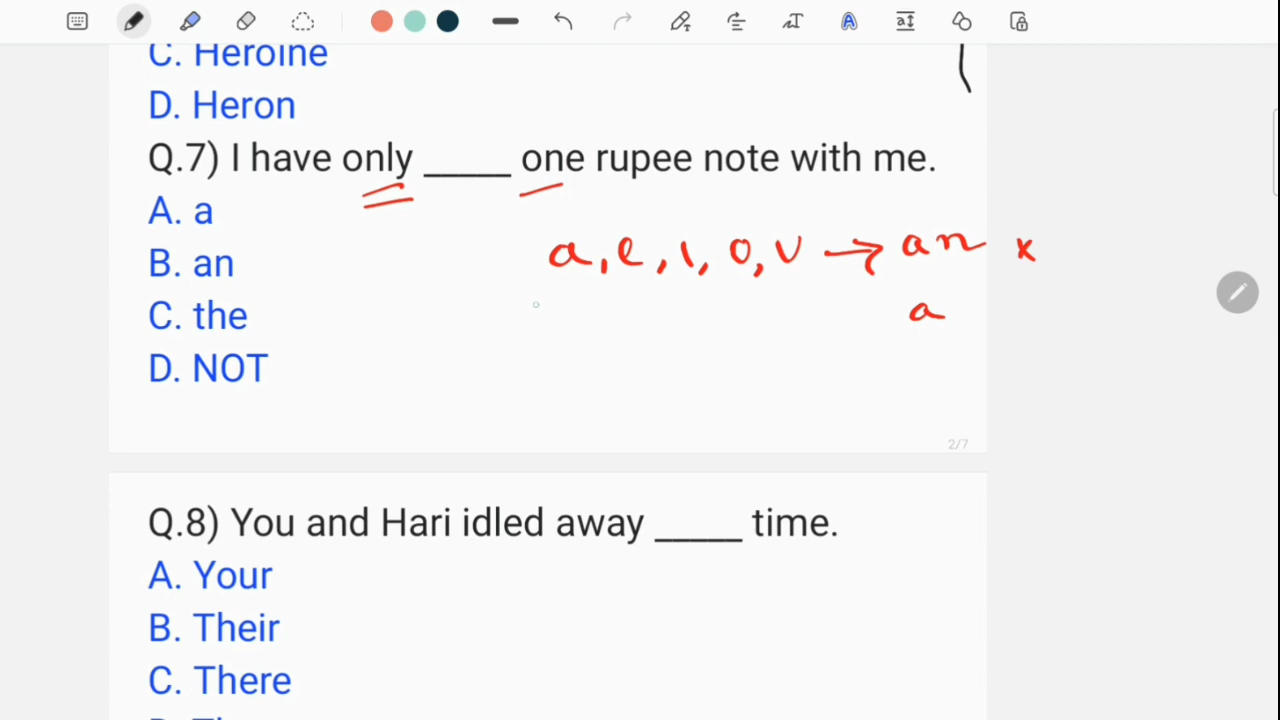 C. Heroine
D. Heron
Q.7) I have only _____ one rupee note with me.
A. a
a, e, i, o, u → an x
B. an
C. the
a
D. NOT
2/7
Q.8) You and Hari idled away _____ time.
A. Your
B. Their
C. There